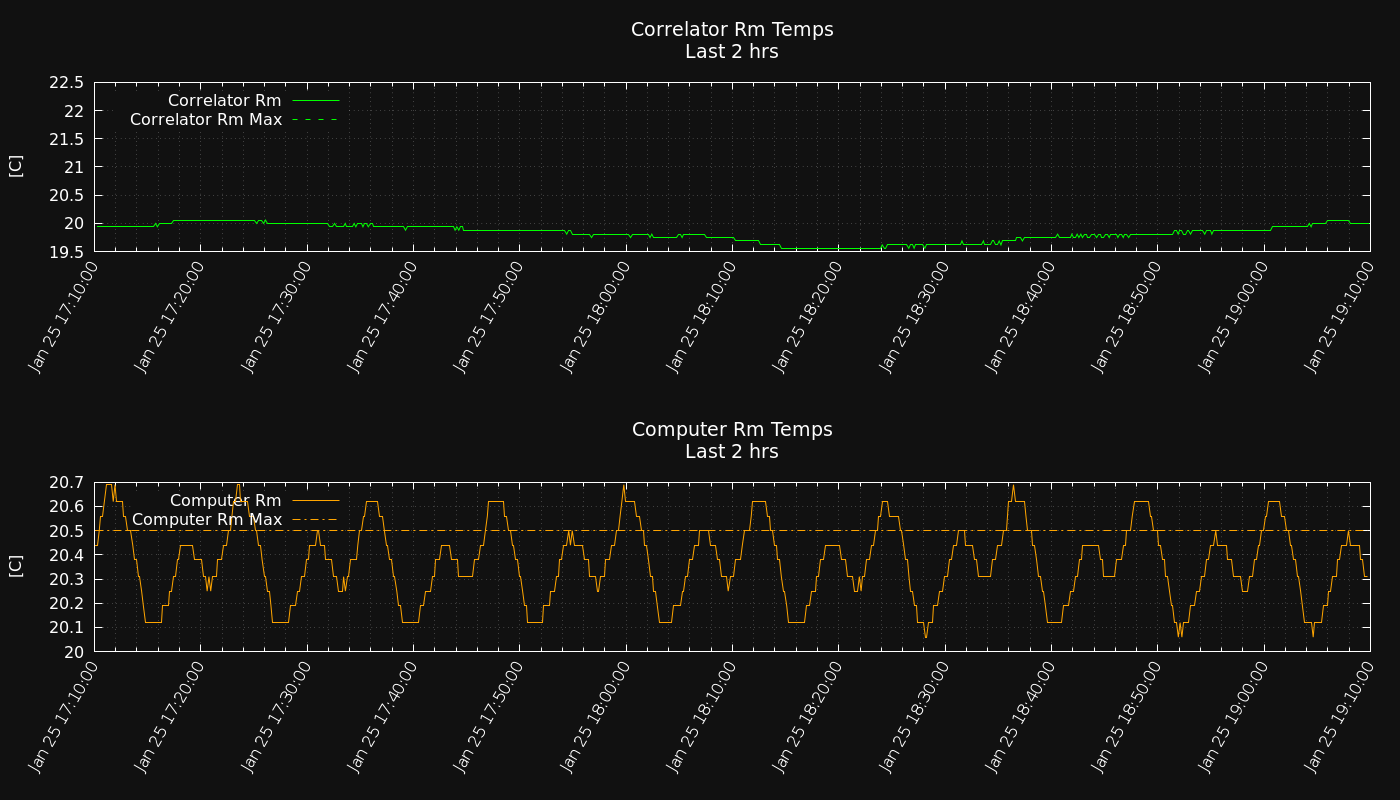 Correlator Rm Temps
Last 2 hrs
22.5
22
21.5
21
20.5
20
19.5
[C]
Correlator Rm
Correlator Rm Max
Jan 25 17:10:00
Jan 25 17:20:00
Jan 25 17:30:00
Jan 25 17:40:00
Jan 25 17:50:00
Jan 25 18:00:00
Jan 25 18:10:00
Jan 25 18:20:00
Jan 25 18:30:00
Jan 25 18:40:00
Jan 25 18:50:00
Jan 25 19:00:00
Jan 25 19:10:00
Computer Rm Temps
Last 2 hrs
20.7
20.6
20.5
20.4
20.3
20.2
20.1
20
[C]
Computer Rm
Computer Rm Max
Jan 25 17:10:00
Jan 25 17:20:00
Jan 25 17:30:00
Jan 25 17:40:00
Jan 25 17:50:00
Jan 25 18:00:00
Jan 25 18:10:00
Jan 25 18:20:00
Jan 25 18:30:00
Jan 25 18:40:00
Jan 25 18:50:00
Jan 25 19:00:00
Jan 25 19:10:00